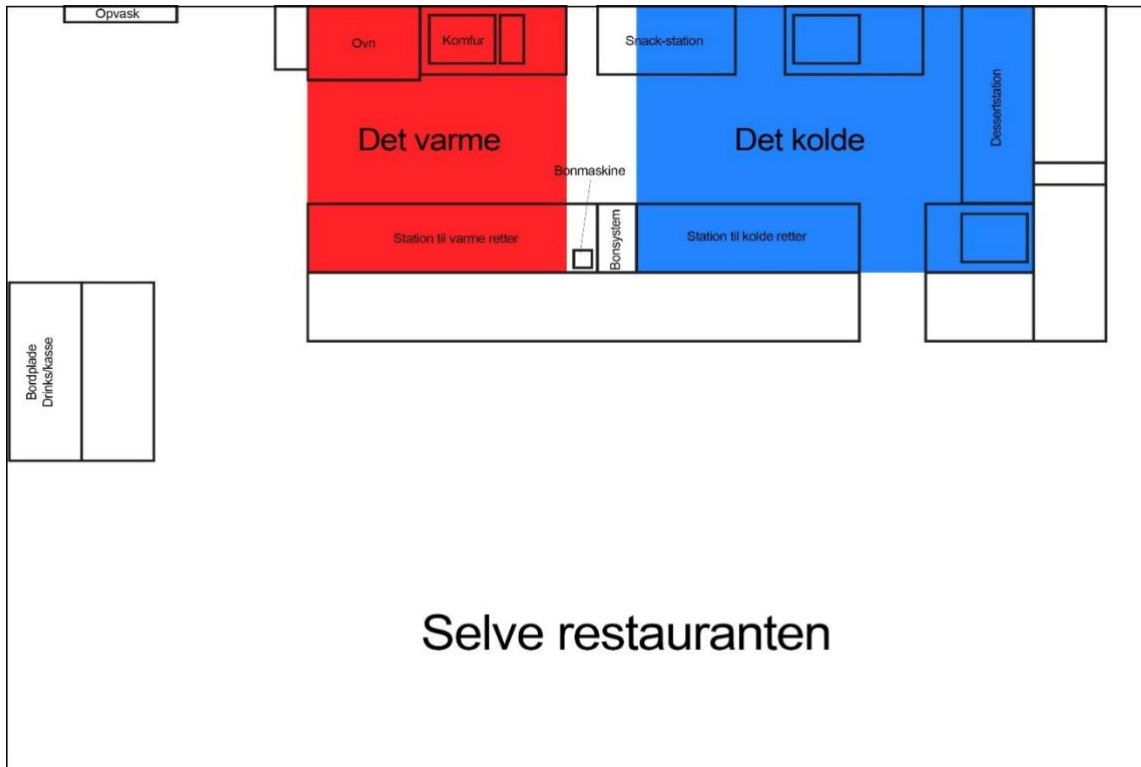 Opvask
Ovn
Komfur
Snack-station
Dessertstation
Det varme
Det kolde
Bonmaskine
Station til varme retter
Bonsystem
Station til kolde retter
Bordplade
Drinks/kasse
Selve restauranten